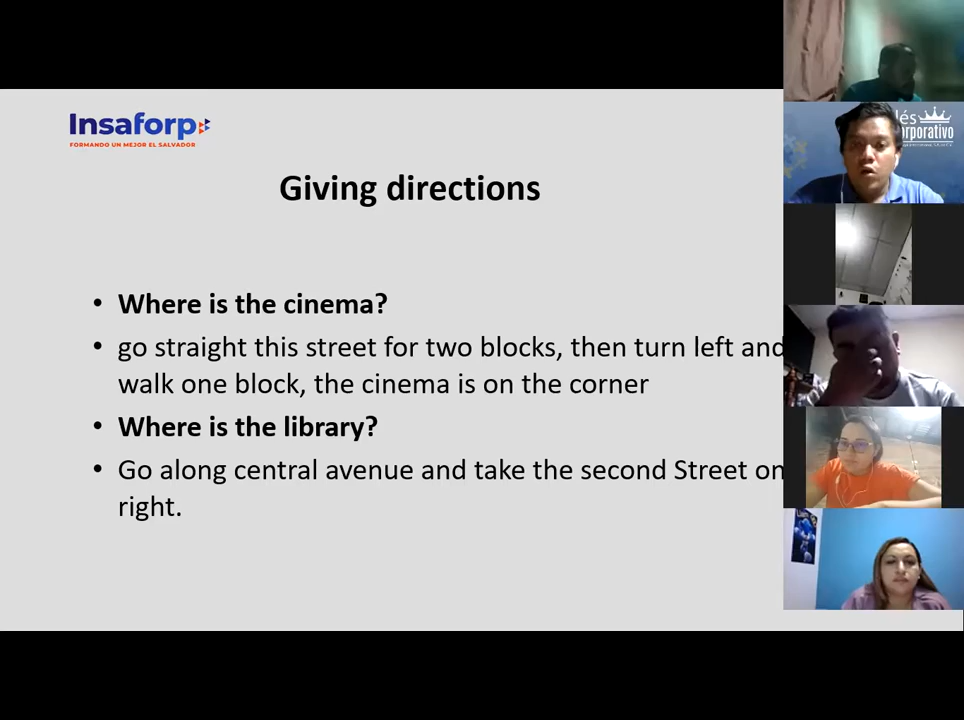 Insaforp
FORMANDO UN MEJOR EL SALVADOR
Giving directions
• Where is the cinema?
• go straight this street for two blocks, then turn left and
walk one block, the cinema is on the corner
• Where is the library?
• Go along central avenue and take the second Street on
right.
lés
orporativo